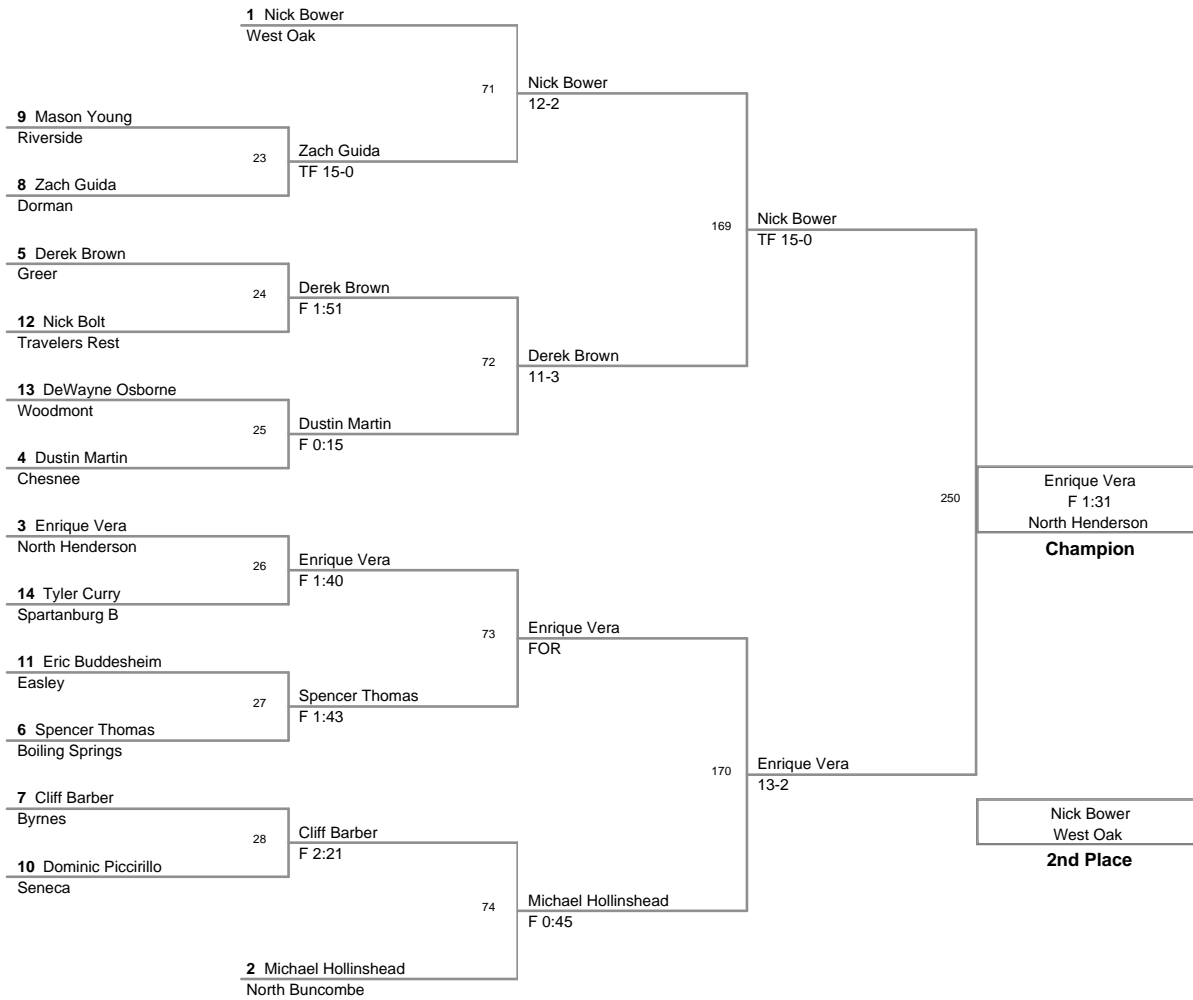 1 Nick Bower
West Oak
71
Nick Bower
12-2
9 Mason Young
Riverside
23
Zach Guida
TF 15-0
8 Zach Guida
Dorman
169
Nick Bower
TF 15-0
5 Derek Brown
Greer
24
Derek Brown
F 1:51
12 Nick Bolt
Travelers Rest
72
Derek Brown
11-3
13 DeWayne Osborne
Woodmont
25
Dustin Martin
F 0:15
4 Dustin Martin
Chesnee
250
Enrique Vera
F 1:31
North Henderson
Champion
3 Enrique Vera
North Henderson
26
Enrique Vera
F 1:40
14 Tyler Curry
Spartanburg B
73
Enrique Vera
FOR
11 Eric Buddesheim
Easley
27
Spencer Thomas
F 1:43
6 Spencer Thomas
Boiling Springs
170
Enrique Vera
13-2
7 Cliff Barber
Byrnes
28
Cliff Barber
F 2:21
10 Dominic Piccirillo
Seneca
Nick Bower
West Oak
2nd Place
74
Michael Hollinshead
F 0:45
2 Michael Hollinshead
North Buncombe